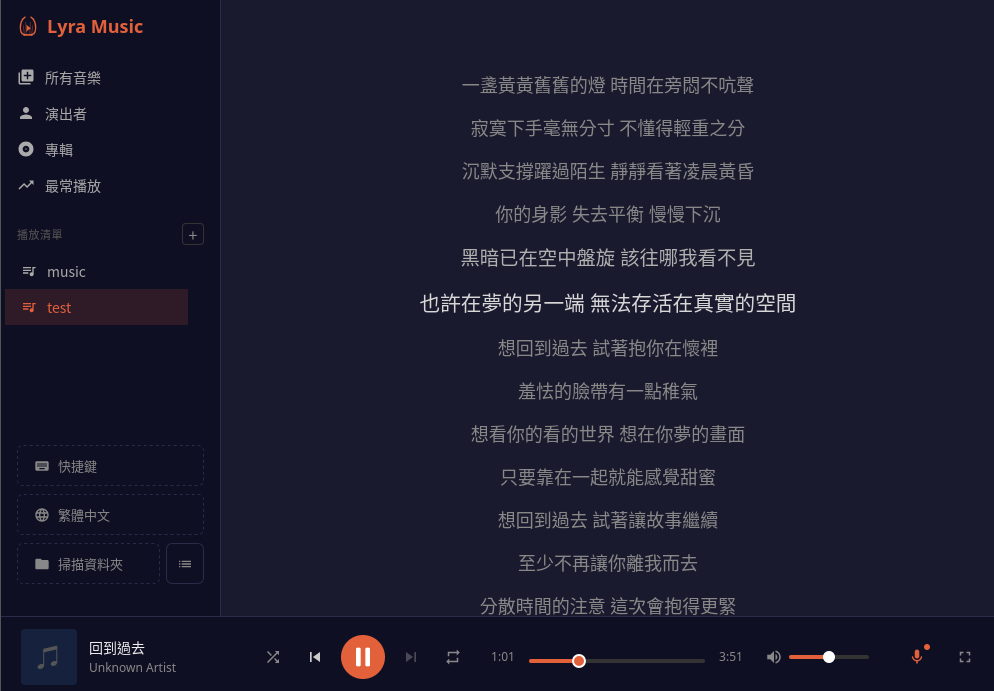 Lyra Music
所有音樂
演出者
專輯
最常播放
播放清單
+
music
test
快捷鍵
繁體中文
掃描資料夾
一盞黃黃舊舊的燈 時間在旁悶不吭聲
寂寞下手毫無分寸 不懂得輕重之分
沉默支撐躍過陌生 靜靜看著凌晨黃昏
你的身影 失去平衡 慢慢下沉
黑暗已在空中盤旋 該往哪我看不見
也許在夢的另一端 無法存活在真實的空間
想回到過去 試著抱你在懷裡
羞怯的臉帶有一點稚氣
想看你的看的世界 想在你夢的畫面
只要靠在一起就能感覺甜蜜
想回到過去 試著讓故事繼續
至少不再讓你離我而去
分散時間的注意 這次會抱得更緊
回到過去
Unknown Artist
1:01
3:51